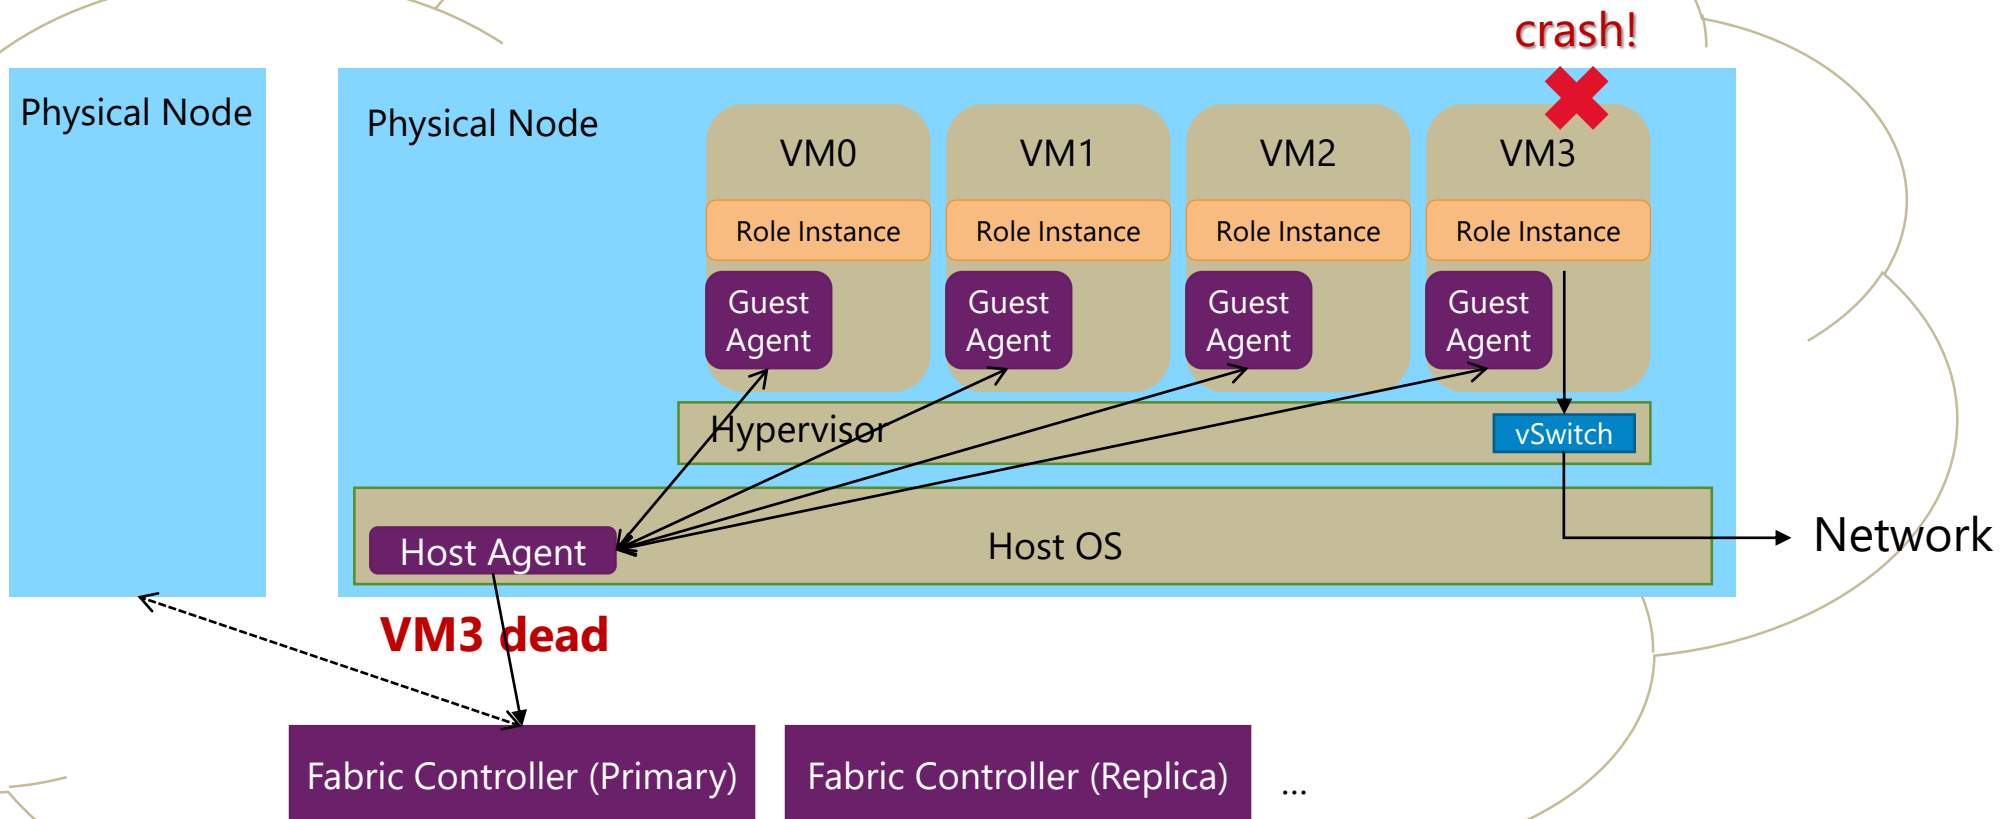 crash!
Physical Node
Physical Node
VM0
VM1
VM2
VM3
Role Instance
Role Instance
Role Instance
Role Instance
Guest
Agent
Guest
Agent
Guest
Agent
Guest
Agent
Hypervisor
vSwitch
Host Agent
Host OS
Network
VM3 dead
Fabric Controller (Primary)
Fabric Controller (Replica)
...